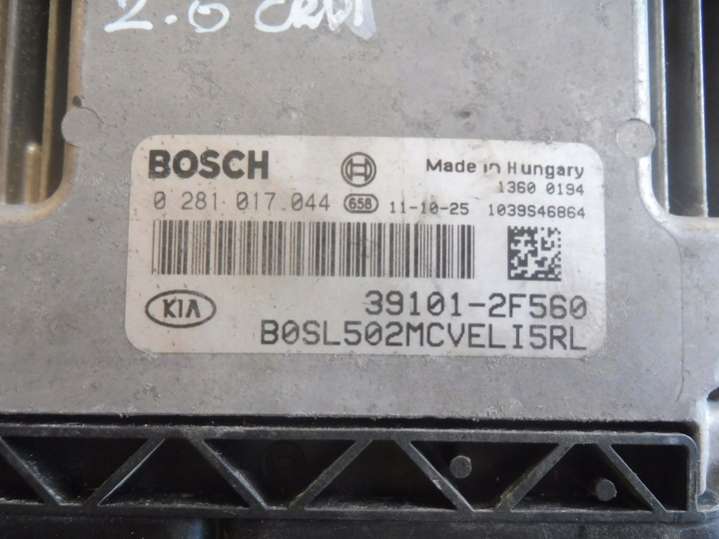 2.0 CRDI
BOSCH Made in Hungary
1360 0194
0 281 017 044 658 11-10-25 1039S46864
KIA 39101-2F560
B0SL502MCVELI5RL